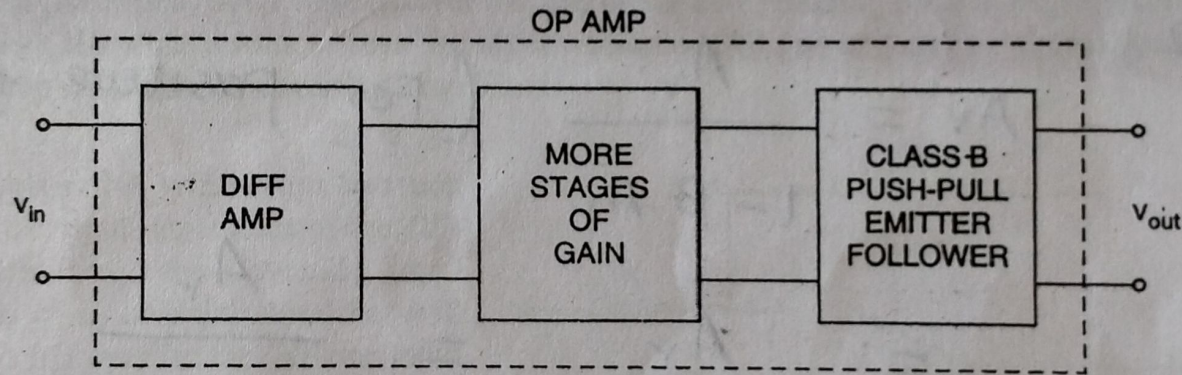 OP AMP
DIFF
AMP
MORE
STAGES
OF
GAIN
CLASS-B
PUSH-PULL
EMITTER
FOLLOWER
vin
vout